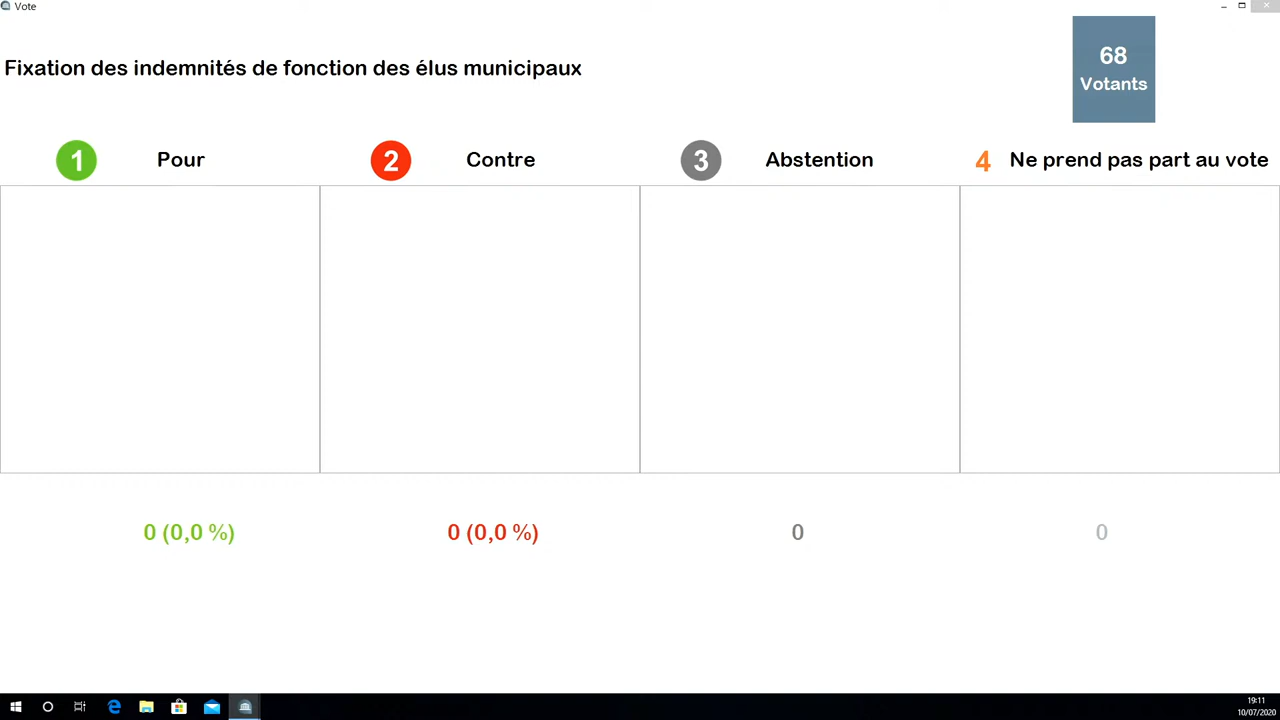 Vote
68
Votants
Fixation des indemnités de fonction des élus municipaux
1 Pour
2 Contre
3 Abstention
4 Ne prend pas part au vote
0 (0,0 %)
0 (0,0 %)
0
0
19:11
10/07/2020